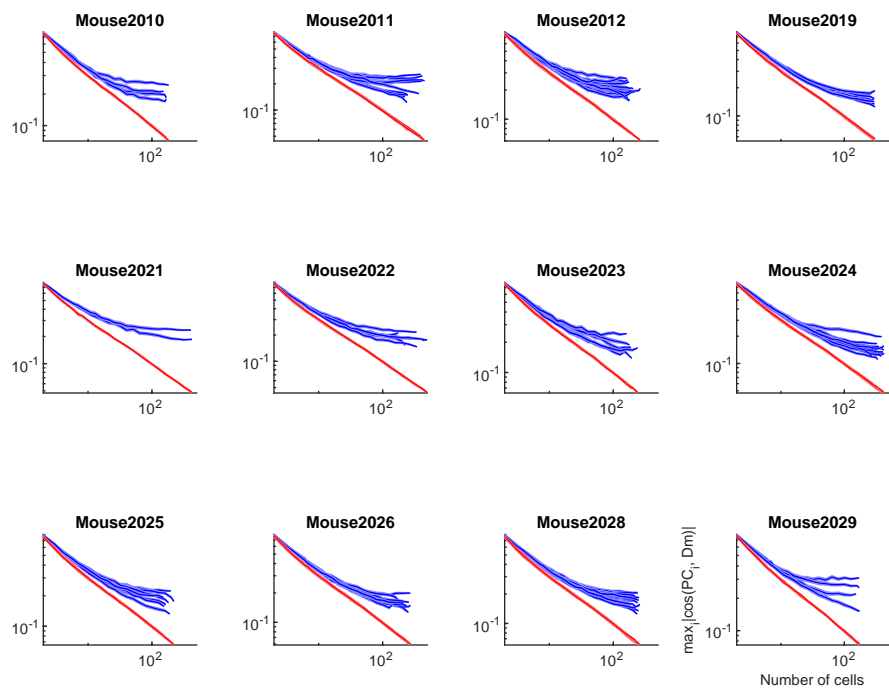 Mouse2010 Mouse2011 Mouse2012 Mouse2019
10^-1 10^-1 10^-1 10^-1
10^2 10^2 10^2 10^2
Mouse2021 Mouse2022 Mouse2023 Mouse2024
10^-1 10^-1 10^-1 10^-1
10^2 10^2 10^2 10^2
Mouse2025 Mouse2026 Mouse2028 Mouse2029
max_i|cos(PC_i, Dm)|
10^-1 10^-1 10^-1 10^-1
10^2 10^2 10^2 10^2
Number of cells